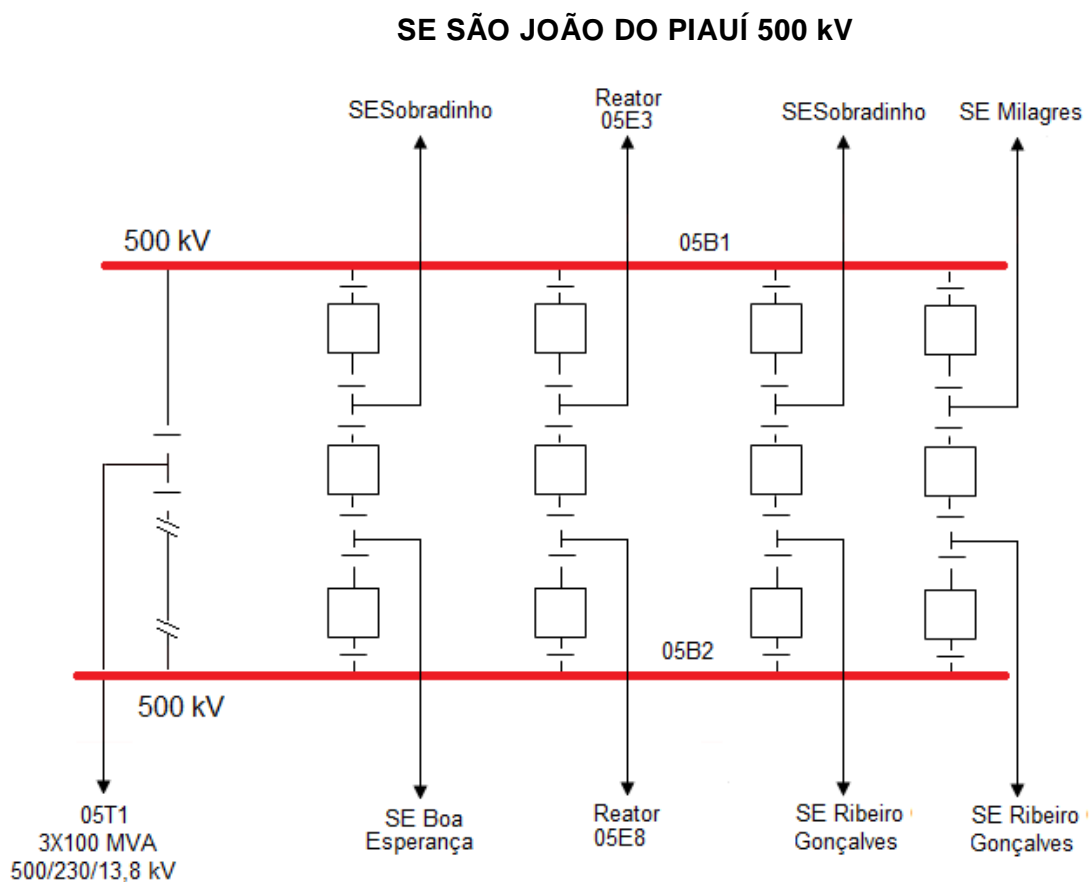 SE SÃO JOÃO DO PIAUÍ 500 kV
SESobradinho
Reator
05E3
SESobradinho
SE Milagres
500 kV
05B1
05B2
500 kV
05T1
3X100 MVA
500/230/13,8 kV
SE Boa
Esperança
Reator
05E8
SE Ribeiro
Gonçalves
SE Ribeiro
Gonçalves